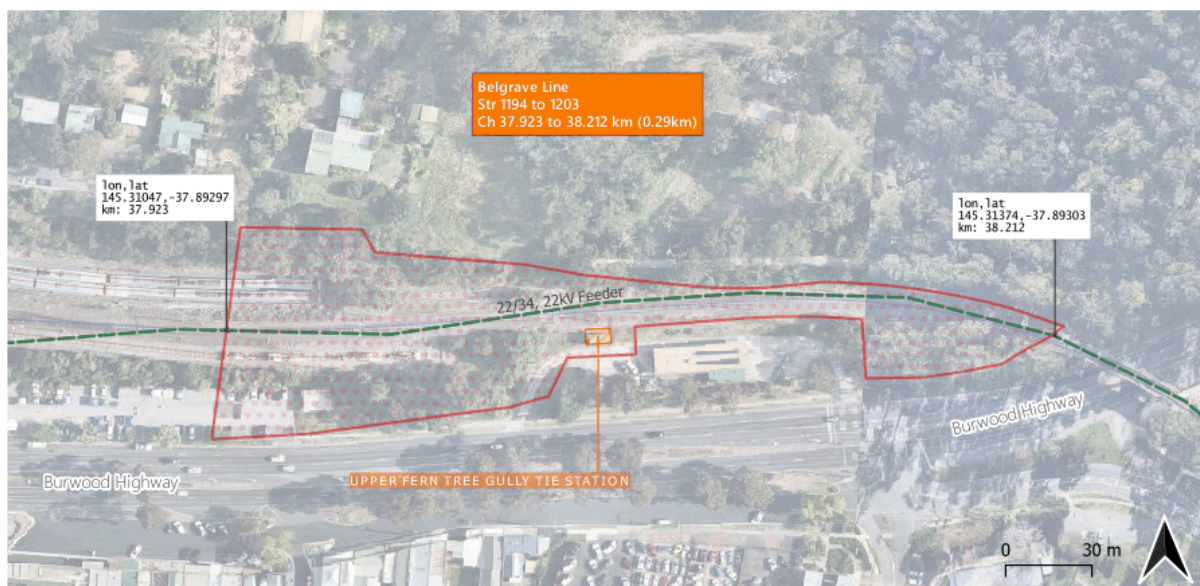 Belgrave Line
Str 1194 to 1203
Ch 37.923 to 38.212 km (0.29km)
lon,lat
145.31047,-37.89297
km: 37.923
lon,lat
145.31374,-37.89303
km: 38.212
22/34, 22kV Feeder
Burwood Highway
UPPER FERN TREE GULLY TIE STATION
Burwood Highway
0 30 m